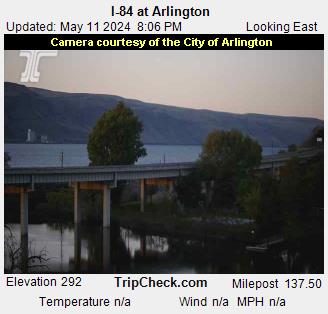 I-84 at Arlington
Updated: May 11 2024 8:06 PM Looking East
Camera courtesy of the City of Arlington
Elevation 292 TripCheck.com Milepost 137.50
Temperature n/a Wind n/a MPH n/a